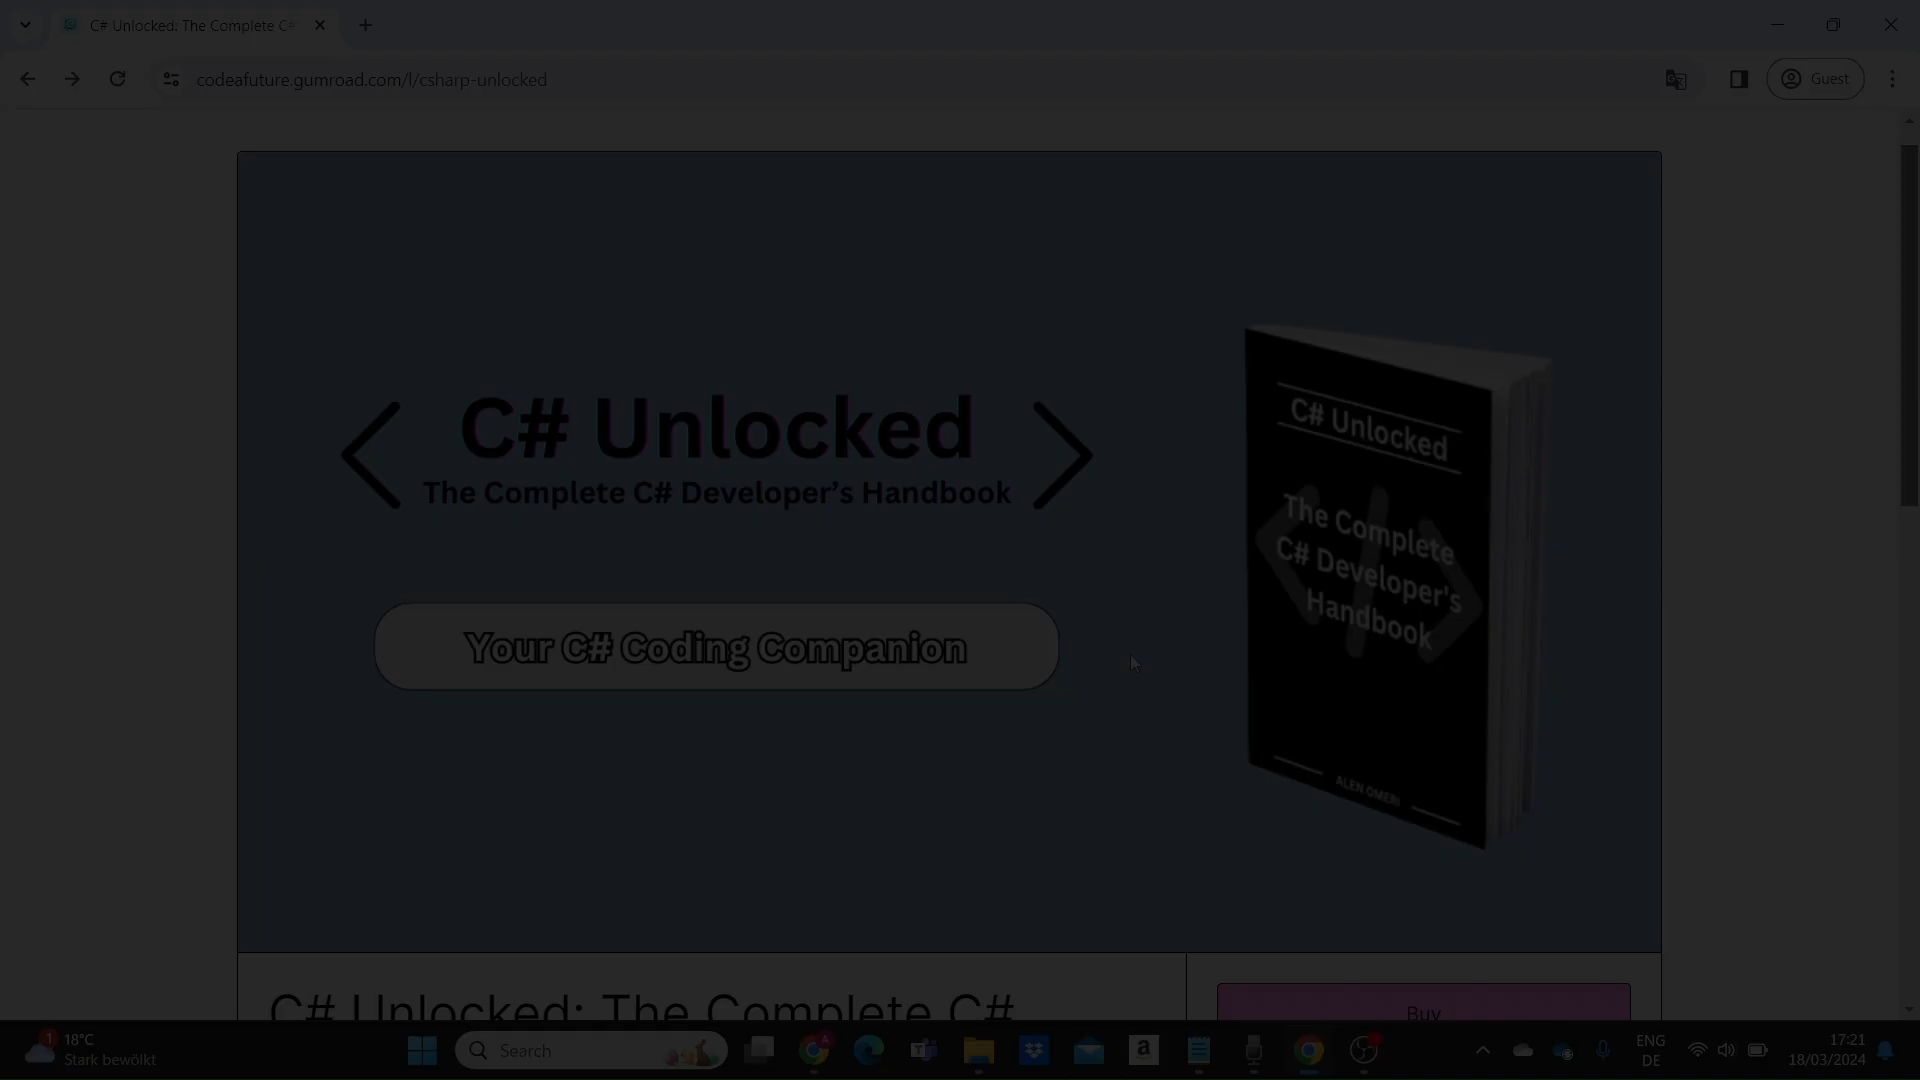 C# Unlocked: The Complete C#
codeafuture.gumroad.com/l/csharp-unlocked
Guest
C# Unlocked
The Complete C# Developer's Handbook
Your C# Coding Companion
C# Unlocked
The Complete
C# Developer's
Handbook
ALEN OMERI
C# Unlocked: The Complete C#
Buy
1
18°C
Stark bewölkt
Search
ENG
DE
17:21
18/03/2024